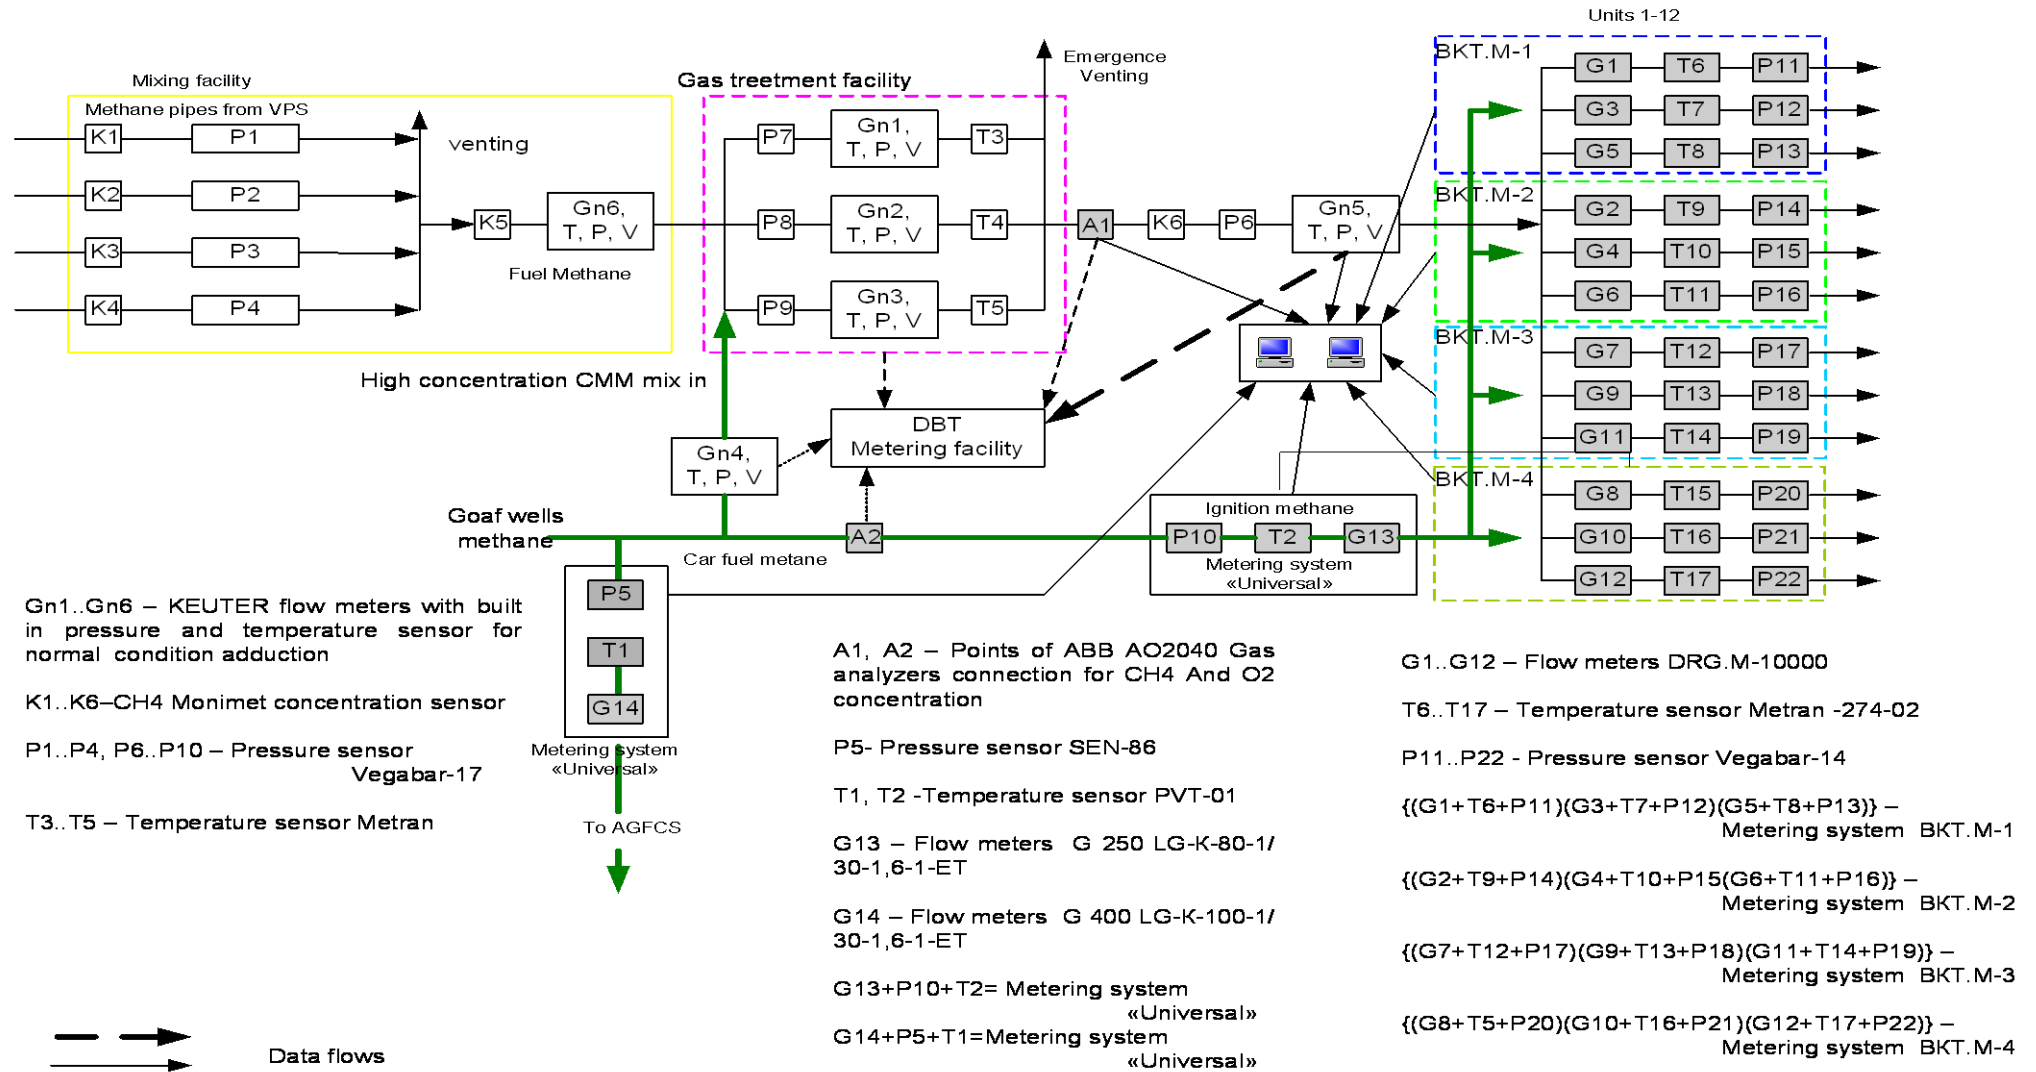 Units 1-12
Mixing facility
Methane pipes from VPS
K1
P1
K2
P2
K3
P3
K4
P4
venting
K5
Gn6,
T, P, V
Fuel Methane
Gas treetment facility
P7
Gn1,
T, P, V
T3
P8
Gn2,
T, P, V
T4
P9
Gn3,
T, P, V
T5
Emergence
Venting
A1
K6
P6
Gn5,
T, P, V
BKT.M-1
G1
T6
P11
G3
T7
P12
G5
T8
P13
BKT.M-2
G2
T9
P14
G4
T10
P15
G6
T11
P16
BKT.M-3
G7
T12
P17
G9
T13
P18
G11
T14
P19
BKT.M-4
G8
T15
P20
G10
T16
P21
G12
T17
P22
High concentration CMM mix in
DBT
Metering facility
Gn4,
T, P, V
Goaf wells
methane
Car fuel metane
A2
Ignition methane
P10
T2
G13
Metering system
«Universal»
P5
T1
G14
Metering system
«Universal»
To AGFCS
Gn1..Gn6 – KEUTER flow meters with built
in pressure and temperature sensor for
normal condition adduction
K1..K6–CH4 Monimet concentration sensor
P1..P4, P6..P10 – Pressure sensor
Vegabar-17
T3..T5 – Temperature sensor Metran
Data flows
A1, A2 – Points of ABB AO2040 Gas
analyzers connection for CH4 And O2
concentration
P5- Pressure sensor SEN-86
T1, T2 -Temperature sensor PVT-01
G13 – Flow meters G 250 LG-K-80-1/
30-1,6-1-ET
G14 – Flow meters G 400 LG-K-100-1/
30-1,6-1-ET
G13+P10+T2= Metering system
«Universal»
G14+P5+T1=Metering system
«Universal»
G1..G12 – Flow meters DRG.M-10000
T6..T17 – Temperature sensor Metran -274-02
P11..P22 - Pressure sensor Vegabar-14
{(G1+T6+P11)(G3+T7+P12)(G5+T8+P13)} –
Metering system BKT.M-1
{(G2+T9+P14)(G4+T10+P15(G6+T11+P16)} –
Metering system BKT.M-2
{(G7+T12+P17)(G9+T13+P18)(G11+T14+P19)} –
Metering system BKT.M-3
{(G8+T5+P20)(G10+T16+P21)(G12+T17+P22)} –
Metering system BKT.M-4